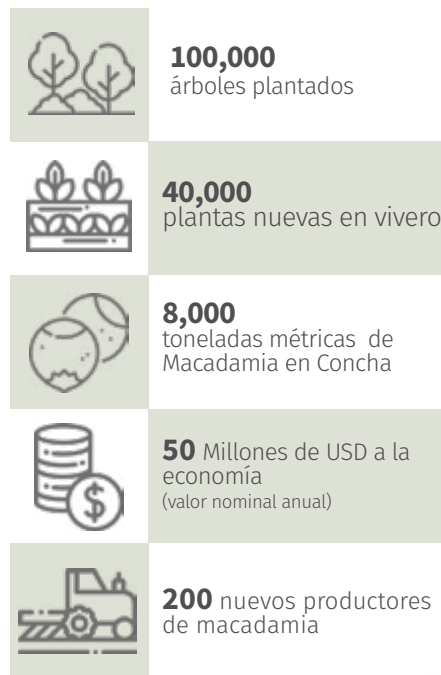 100,000
árboles plantados
40,000
plantas nuevas en vivero
8,000
toneladas métricas de
Macadamia en Concha
50 Millones de USD a la
economía
(valor nominal anual)
$
200 nuevos productores
de macadamia